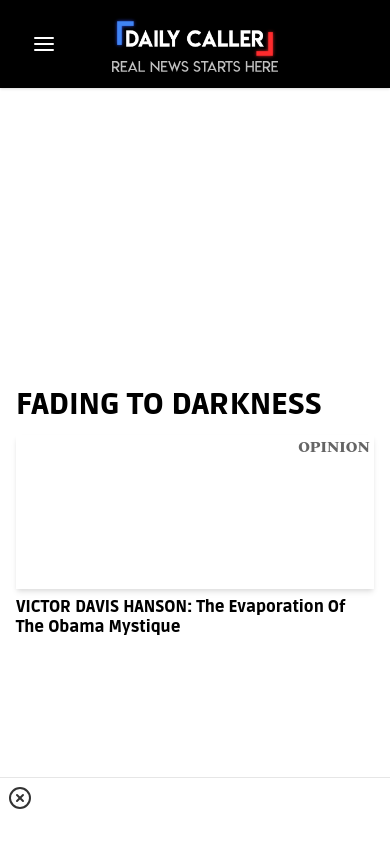 DAILY CALLER
REAL NEWS STARTS HERE
FADING TO DARKNESS
OPINION
VICTOR DAVIS HANSON: The Evaporation Of
The Obama Mystique